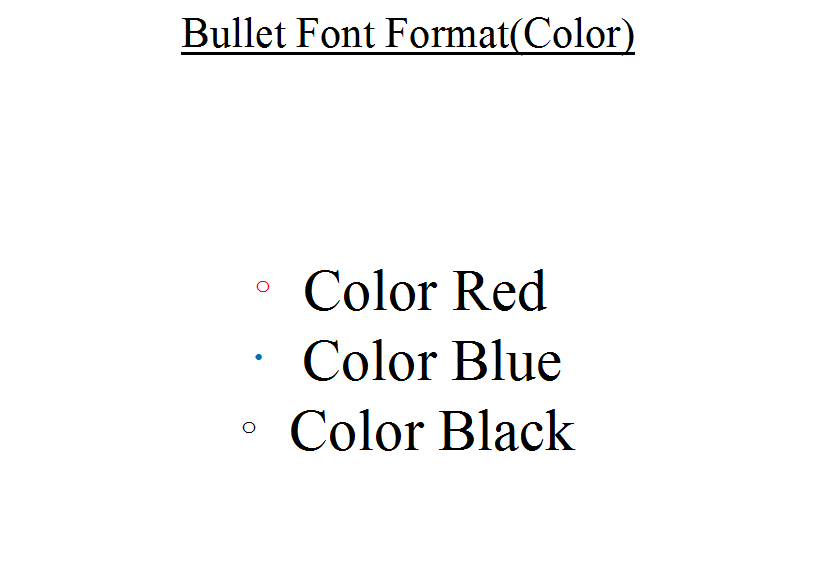 Bullet Font Format(Color)
○ Color Red
• Color Blue
○ Color Black